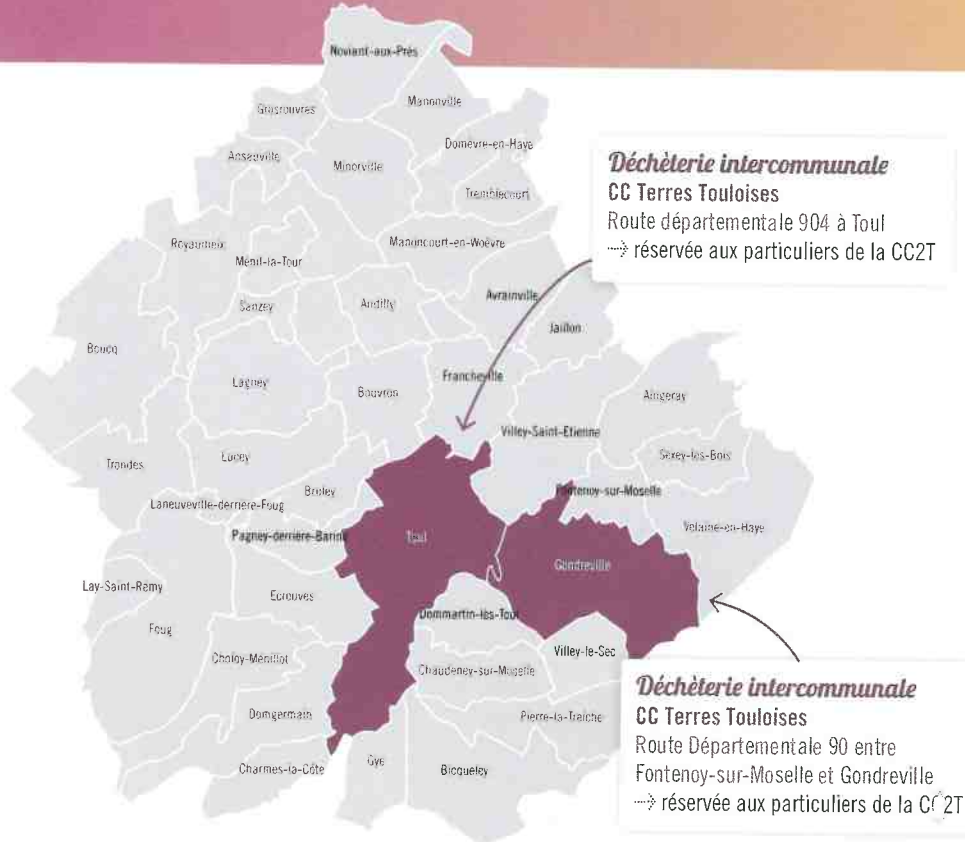 Noviant-aux-Prés
Manonville
Grosrouvres
Domèvre-en-Haye
Ansauville
Minorville
Tremblecourt
Royaumeix
Manoncourt-en-Woëvre
Ménil-la-Tour
Avrainville
Sanzey
Andilly
Jaillon
Boucq
Francheville
Lagney
Bouvron
Aingeray
Villey-Saint-Etienne
Lucey
Sexey-les-Bois
Trondes
Bruley
Fontenoy-sur-Moselle
Laneuveville-derrière-Foug
Velaine-en-Haye
Pagney-derrière-Barine
Toul
Gondreville
Lay-Saint-Remy
Ecrouves
Dommartin-lès-Toul
Foug
Villey-le-Sec
Choloy-Ménillot
Chaudeney-sur-Moselle
Domgermain
Pierre-la-Treiche
Charmes-la-Côte
Gye
Bicqueley
Déchèterie intercommunale
CC Terres Touloises
Route départementale 904 à Toul
réservée aux particuliers de la CC2T
Déchèterie intercommunale
CC Terres Touloises
Route Départementale 90 entre
Fontenoy-sur-Moselle et Gondreville
réservée aux particuliers de la CC2T